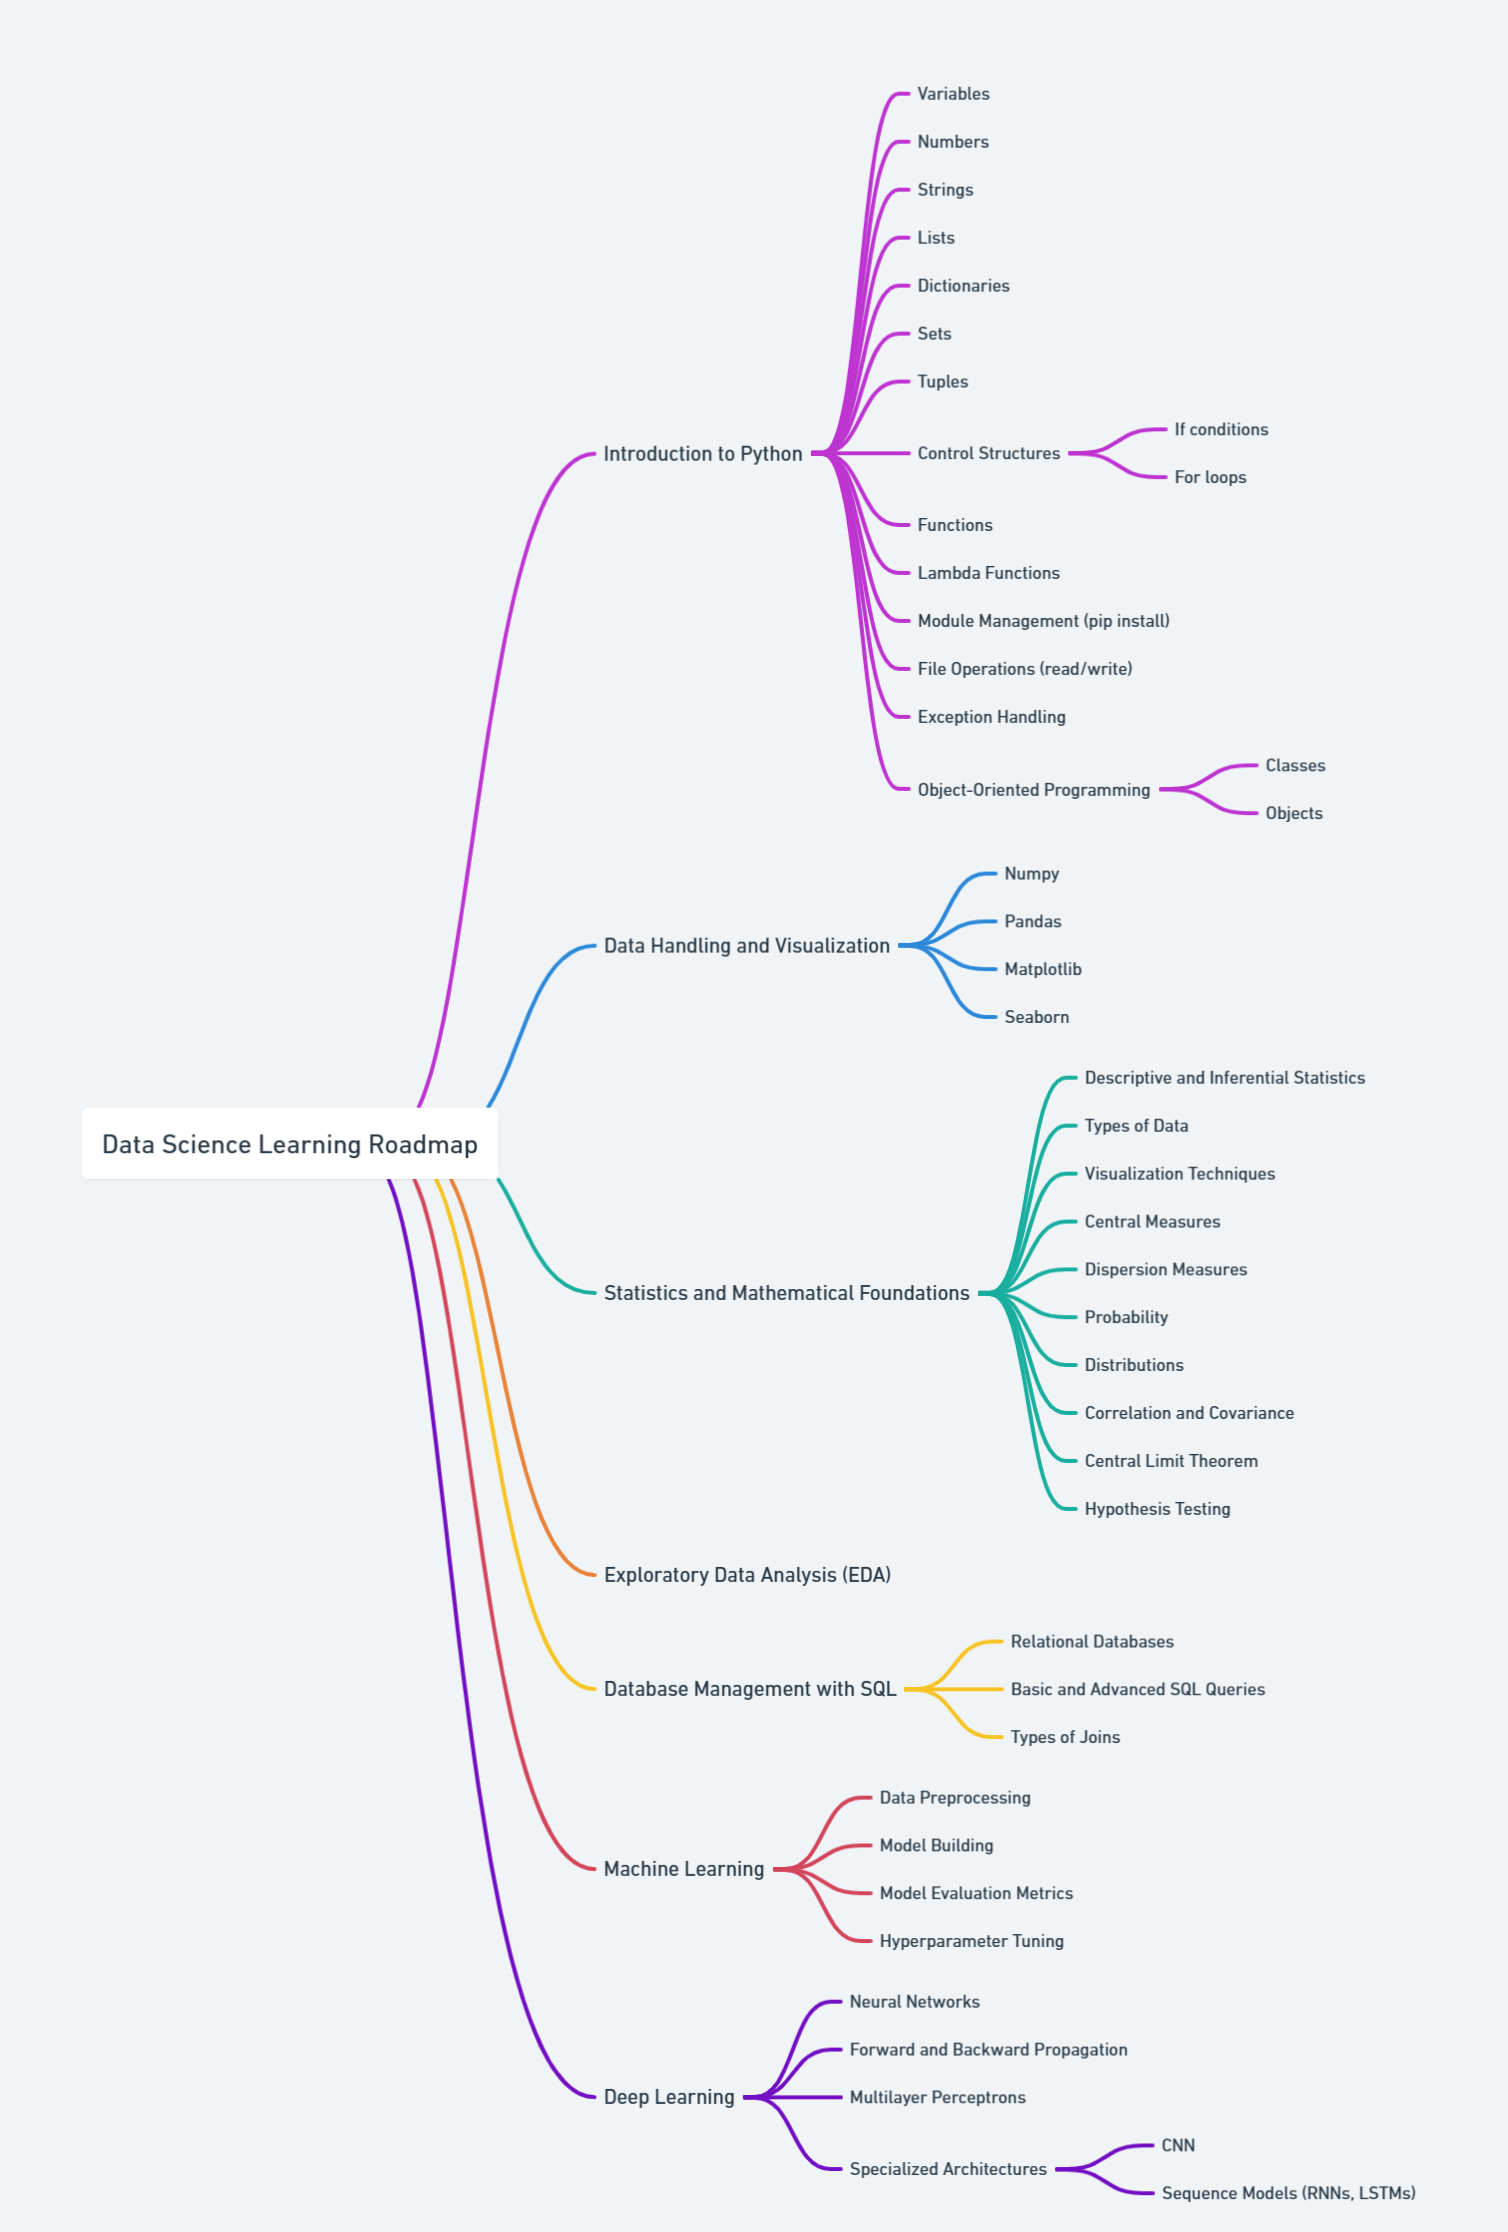 Data Science Learning Roadmap
Introduction to Python
Variables
Numbers
Strings
Lists
Dictionaries
Sets
Tuples
Control Structures
If conditions
For loops
Functions
Lambda Functions
Module Management (pip install)
File Operations (read/write)
Exception Handling
Object-Oriented Programming
Classes
Objects
Data Handling and Visualization
Numpy
Pandas
Matplotlib
Seaborn
Statistics and Mathematical Foundations
Descriptive and Inferential Statistics
Types of Data
Visualization Techniques
Central Measures
Dispersion Measures
Probability
Distributions
Correlation and Covariance
Central Limit Theorem
Hypothesis Testing
Exploratory Data Analysis (EDA)
Database Management with SQL
Relational Databases
Basic and Advanced SQL Queries
Types of Joins
Machine Learning
Data Preprocessing
Model Building
Model Evaluation Metrics
Hyperparameter Tuning
Deep Learning
Neural Networks
Forward and Backward Propagation
Multilayer Perceptrons
Specialized Architectures
CNN
Sequence Models (RNNs, LSTMs)